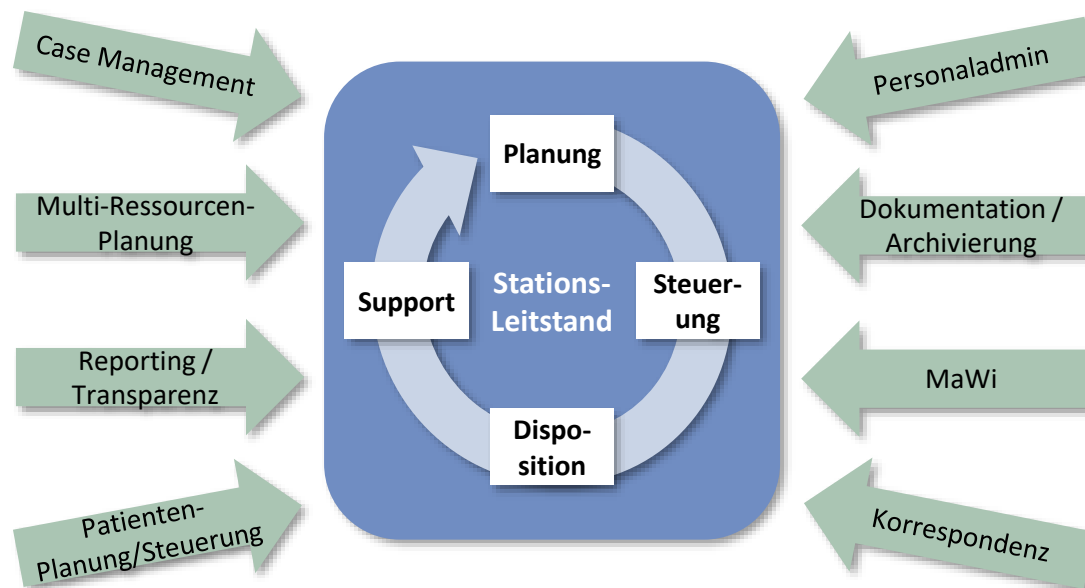 Case Management
Multi-Ressourcen-
Planung
Reporting /
Transparenz
Patienten-
Planung/Steuerung
Planung
Support
Stations-
Leitstand
Steuer-
ung
Dispo-
sition
Personaladmin
Dokumentation /
Archivierung
MaWi
Korrespondenz